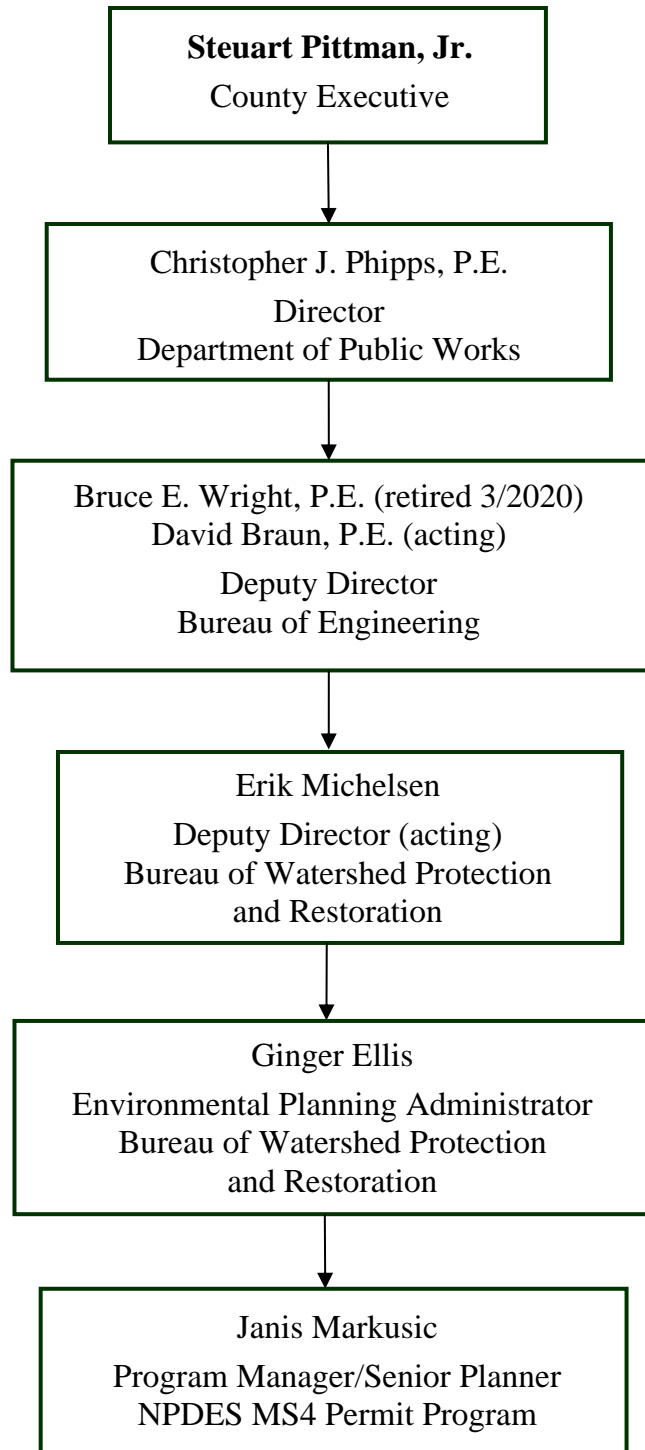 Steuart Pittman, Jr.
County Executive
Christopher J. Phipps, P.E.
Director
Department of Public Works
Bruce E. Wright, P.E. (retired 3/2020)
David Braun, P.E. (acting)
Deputy Director
Bureau of Engineering
Erik Michelsen
Deputy Director (acting)
Bureau of Watershed Protection
and Restoration
Ginger Ellis
Environmental Planning Administrator
Bureau of Watershed Protection
and Restoration
Janis Markusic
Program Manager/Senior Planner
NPDES MS4 Permit Program